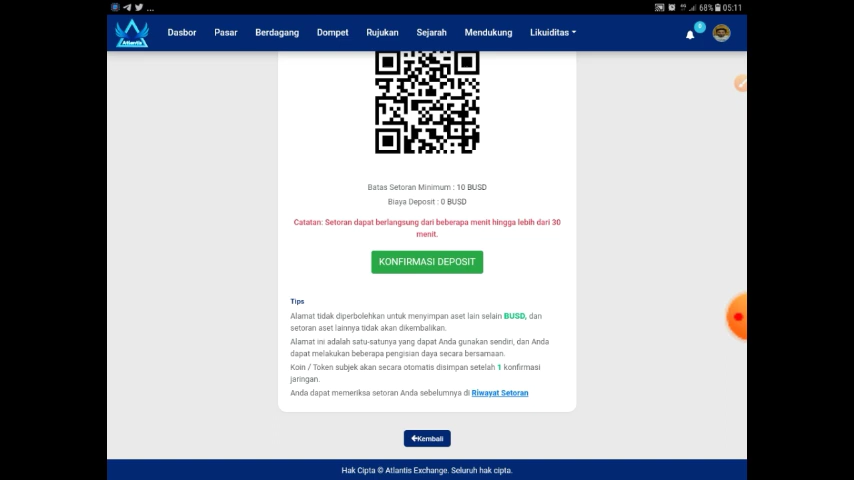 68% 05:11
Atlantis
Dasbor Pasar Berdagang Dompet Rujukan Sejarah Mendukung Likuiditas
Batas Setoran Minimum : 10 BUSD
Biaya Deposit : 0 BUSD
Catatan: Setoran dapat berlangsung dari beberapa menit hingga lebih dari 30
menit.
KONFIRMASI DEPOSIT
Tips
Alamat tidak diperbolehkan untuk menyimpan aset lain selain BUSD, dan
setoran aset lainnya tidak akan dikembalikan.
Alamat ini adalah satu-satunya yang dapat Anda gunakan sendiri, dan Anda
dapat melakukan beberapa pengisian daya secara bersamaan.
Koin / Token subjek akan secara otomatis disimpan setelah 1 konfirmasi
jaringan.
Anda dapat memeriksa setoran Anda sebelumnya di Riwayat Setoran
Kembali
Hak Cipta © Atlantis Exchange. Seluruh hak cipta.